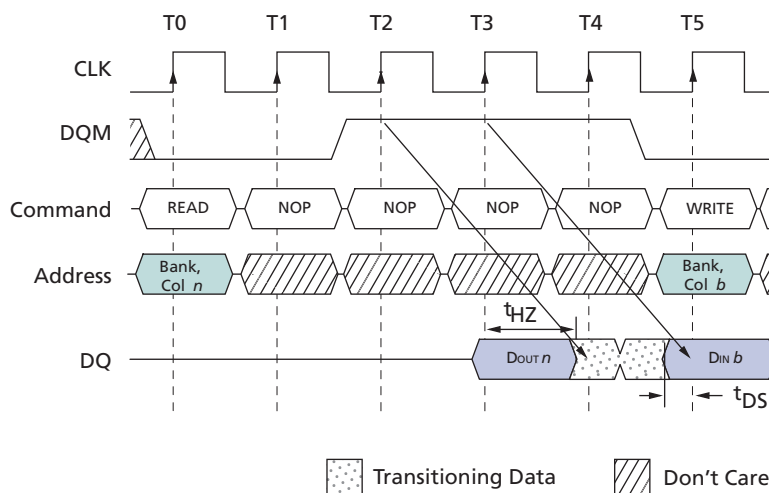 T0 T1 T2 T3 T4 T5
CLK
DQM
Command READ NOP NOP NOP NOP WRITE
Address Bank, Col n Bank, Col b
tHZ
DQ DOUT n DIN b
tDS
Transitioning Data Don't Care